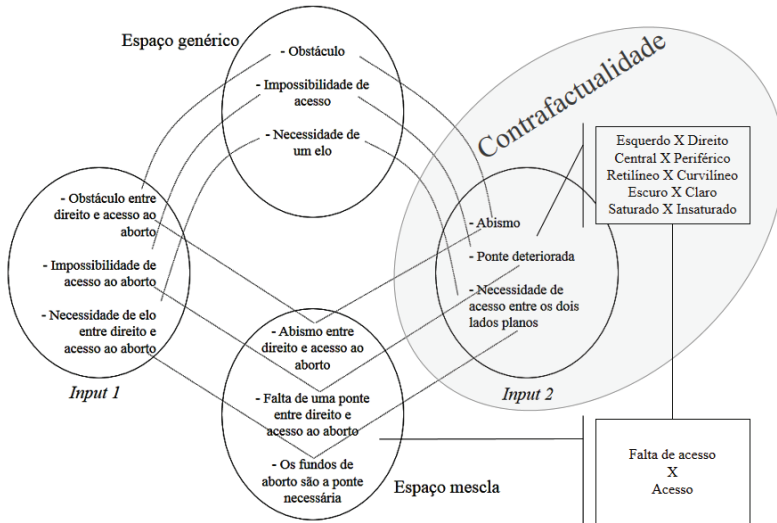 Espaço genérico
- Obstáculo
- Impossibilidade de
acesso
- Necessidade de
um elo
Contrafactualidade
Esquerdo X Direito
Central X Periférico
Retilíneo X Curvilíneo
Escuro X Claro
Saturado X Insaturado
- Obstáculo entre
direito e acesso ao
aborto
- Impossibilidade de
acesso ao aborto
- Necessidade de elo
entre direito e
acesso ao aborto
Input 1
- Abismo
- Ponte deteriorada
- Necessidade de
acesso entre os dois
lados planos
Input 2
- Abismo entre
direito e acesso ao
aborto
- Falta de uma ponte
entre direito e
acesso ao aborto
- Os fundos de
aborto são a ponte
necessária
Espaço mescla
Falta de acesso
X
Acesso